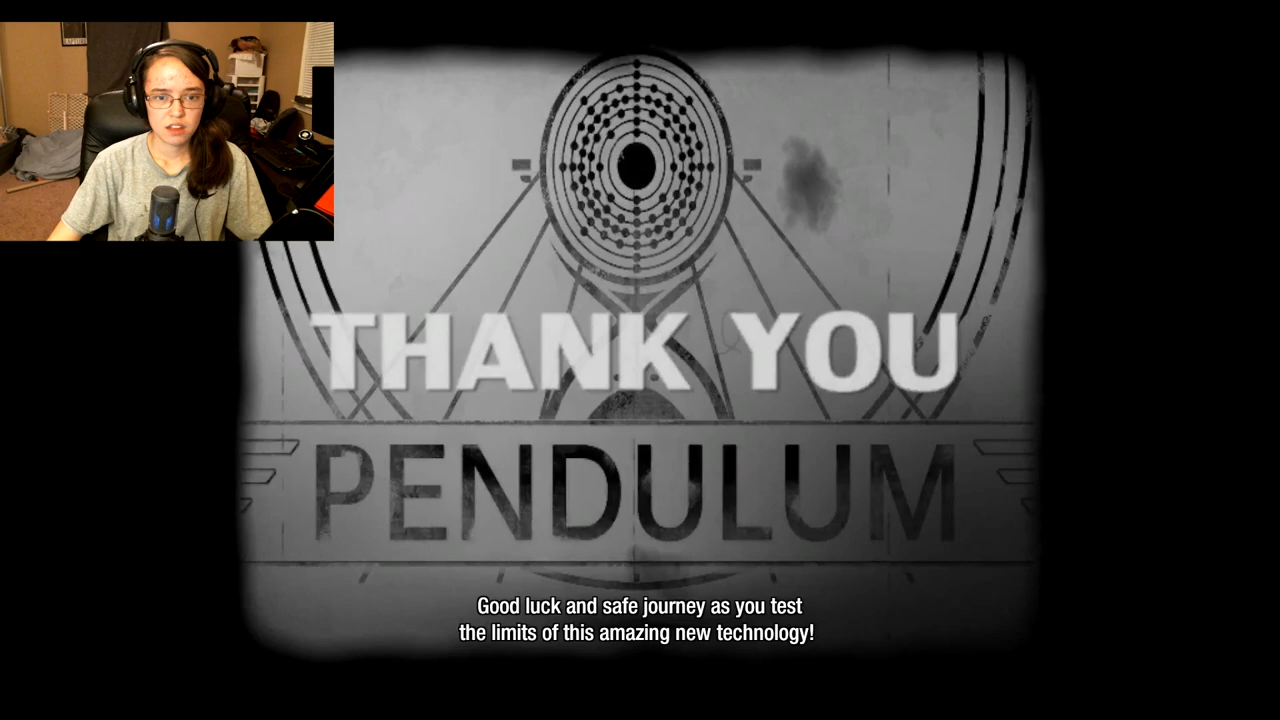 THANK YOU
PENDULUM
Good luck and safe journey as you test
the limits of this amazing new technology!